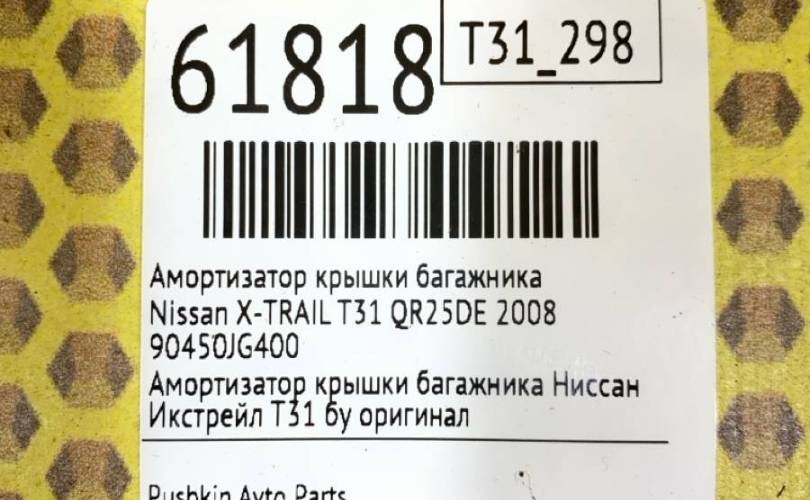 61818
T31_298
Амортизатор крышки багажника
Nissan X-TRAIL T31 QR25DE 2008
90450JG400
Амортизатор крышки багажника Ниссан
Икстрейл Т31 бу оригинал
Pushkin Avto Parts